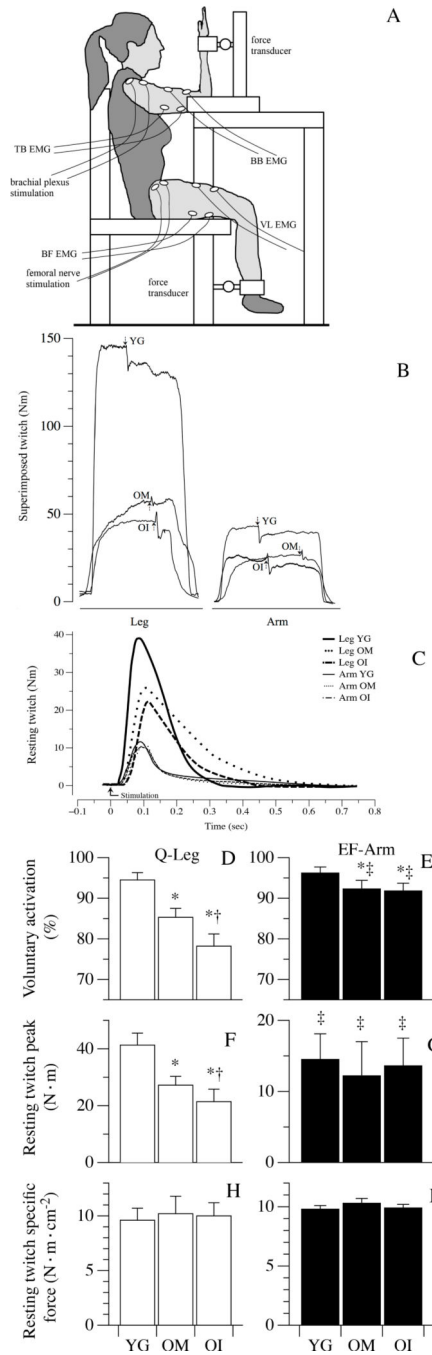 A
force
transducer
TB EMG
BB EMG
brachial plexus
stimulation
VL EMG
BF EMG
femoral nerve
stimulation
force
transducer
B
Superimposed twitch (Nm)
150
100
50
0
YG
OM
OI
YG
OM
OI
Leg
Arm
C
Resting twitch (Nm)
40
30
20
10
0
Leg YG
Leg OM
Leg OI
Arm YG
Arm OM
Arm OI
Stimulation
-0.1 0 0.1 0.2 0.3 0.4 0.5 0.6 0.7 0.8
Time (sec)
Q-Leg
D
Voluntary activation
(%)
95
90
85
80
70
*
*†
EF-Arm
E
95
90
85
80
70
*‡
*‡
F
Resting twitch peak
(N·m)
40
20
0
*
*†
20
15
10
0
‡
‡
‡
H
Resting twitch specific
force (N·m·cm-2)
10
5
0
YG OM OI
10
5
0
YG OM OI